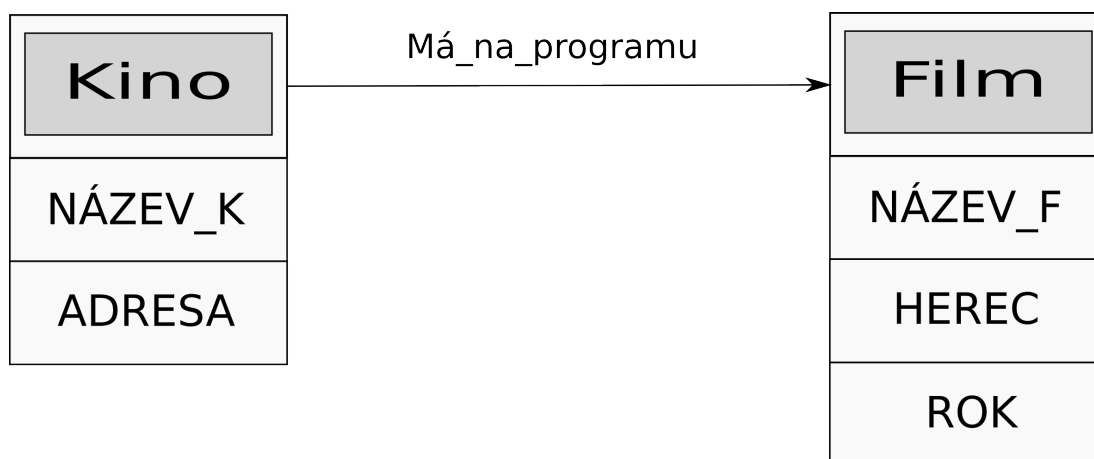 Kino
NÁZEV_K
ADRESA
Má_na_programu
Film
NÁZEV_F
HEREC
ROK